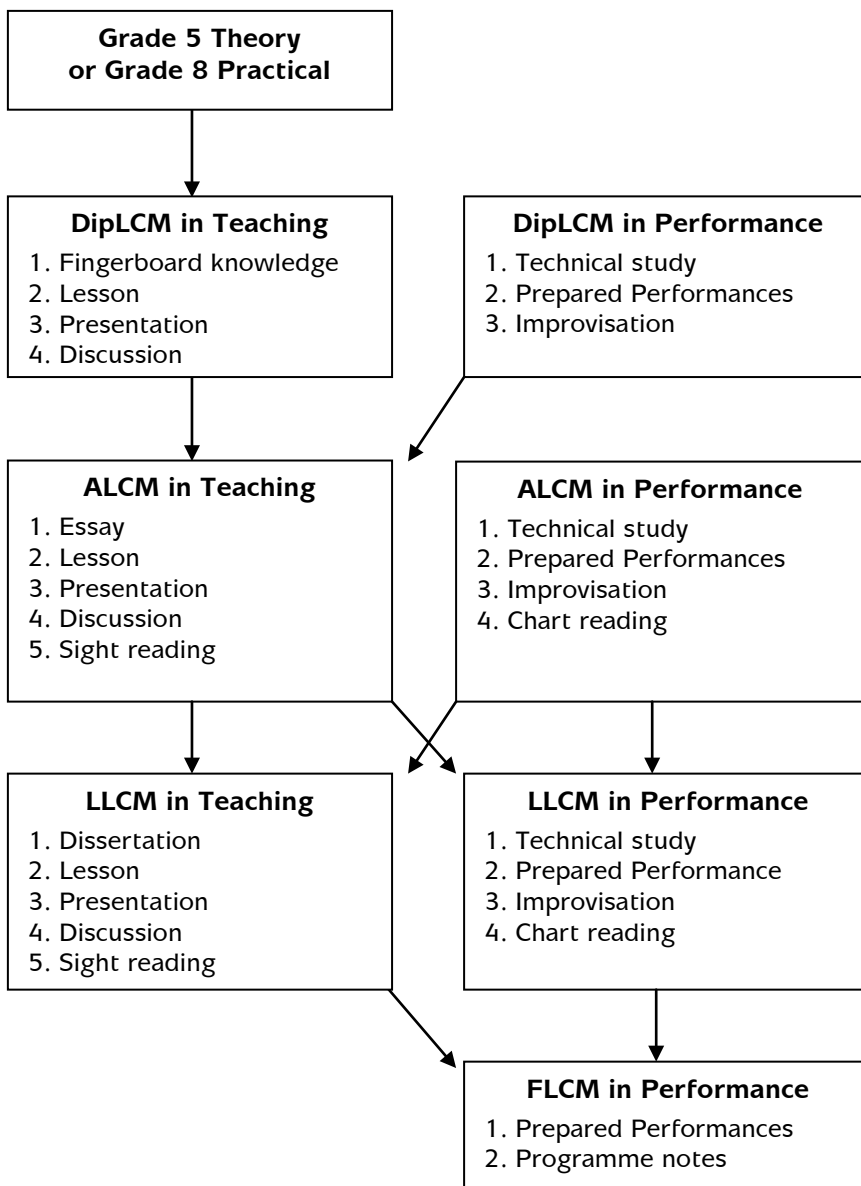 Grade 5 Theory
or Grade 8 Practical
DipLCM in Teaching
1. Fingerboard knowledge
2. Lesson
3. Presentation
4. Discussion
DipLCM in Performance
1. Technical study
2. Prepared Performances
3. Improvisation
ALCM in Teaching
1. Essay
2. Lesson
3. Presentation
4. Discussion
5. Sight reading
ALCM in Performance
1. Technical study
2. Prepared Performances
3. Improvisation
4. Chart reading
LLCM in Teaching
1. Dissertation
2. Lesson
3. Presentation
4. Discussion
5. Sight reading
LLCM in Performance
1. Technical study
2. Prepared Performance
3. Improvisation
4. Chart reading
FLCM in Performance
1. Prepared Performances
2. Programme notes